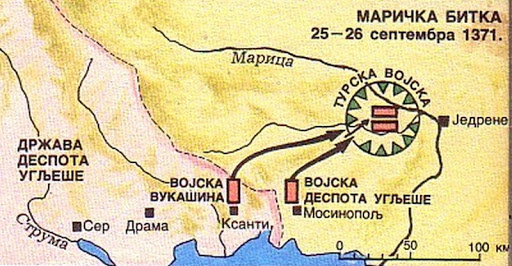 МАРИЧКА БИТКА
25–26 септембра 1371.
Марица
ТУРСКА ВОЈСКА
Једрене
ДРЖАВА
ДЕСПОТА
УГЉЕШЕ
ВОЈСКА
ВУКАШИНА
ВОЈСКА
ДЕСПОТА УГЉЕШЕ
Мосинопољ
Ксанти
Драма
Сер
Струма
0 50 100 км